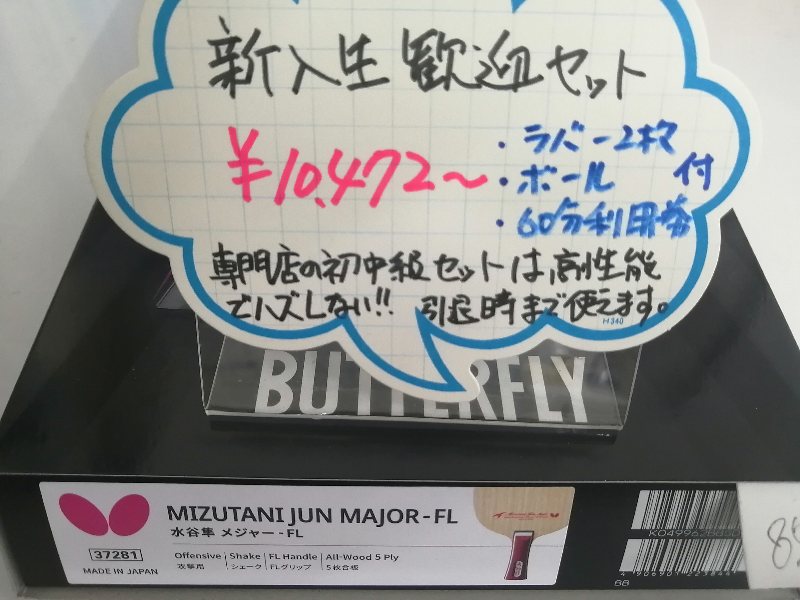 新入生歓迎セット
¥10,472～
・ラバー2枚
・ボール 付
・60分利用券
専門店の初中級セットは高性能
でハズレない!! 引退時まで使えます。
H340
BUTTERFLY
MIZUTANI JUN MAJOR-FL
水谷隼 メジャー-FL
37281
MADE IN JAPAN
Offensive Shake FL Handle All-Wood 5 Ply
攻撃用 シェーク FLグリップ 5枚合板
BB